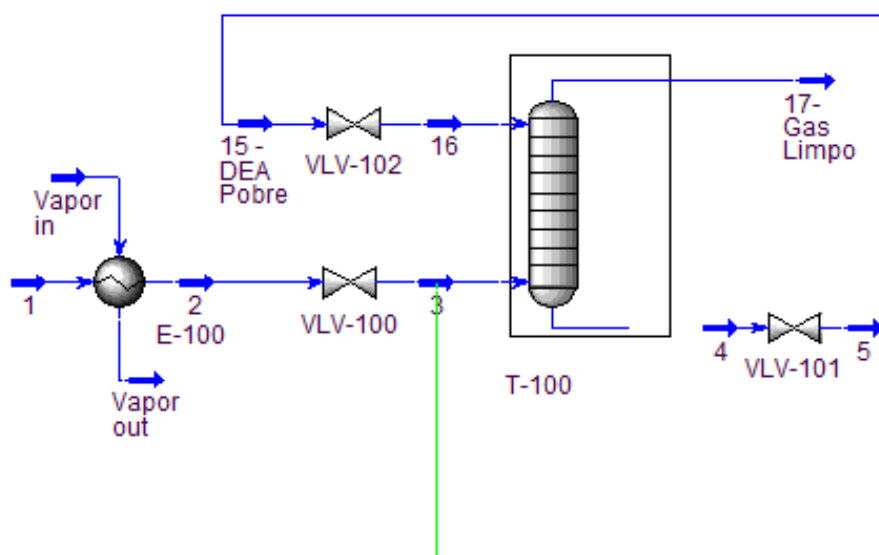 15 -
DEA
Pobre
VLV-102
16
17-
Gas
Limpo
Vapor
in
1
2
E-100
VLV-100
3
4
VLV-101
5
T-100
Vapor
out